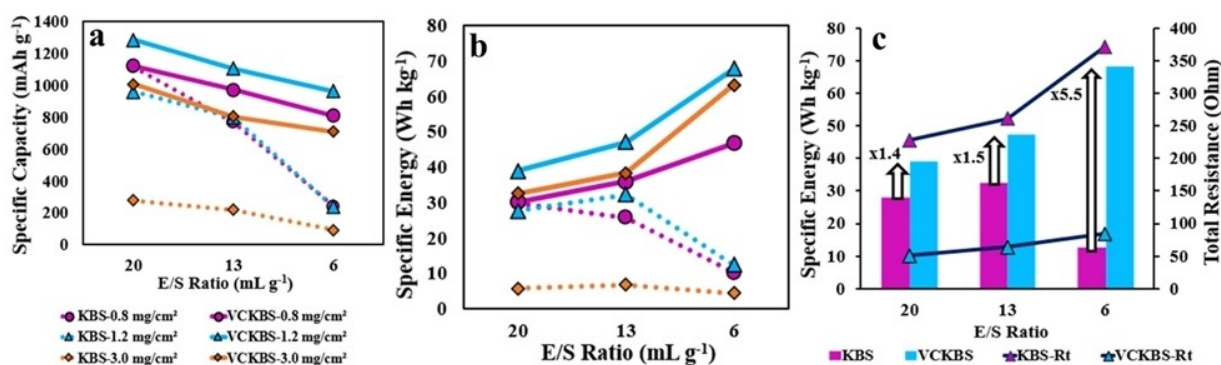 a
Specific Capacity (mAh g⁻¹)
1400
1200
1000
800
600
400
200
0
20 13 6
E/S Ratio (mL g⁻¹)
KBS-0.8 mg/cm² VCKBS-0.8 mg/cm²
KBS-1.2 mg/cm² VCKBS-1.2 mg/cm²
KBS-3.0 mg/cm² VCKBS-3.0 mg/cm²
b
Specific Energy (Wh kg⁻¹)
80
70
60
50
40
30
20
10
0
20 13 6
E/S Ratio (mL g⁻¹)
c
Specific Energy (Wh kg⁻¹)
80
70
60
50
40
30
20
10
0
x1.4
x1.5
x5.5
400
350
300
250
200
150
100
50
0
Total Resistance (Ohm)
20 13 6
E/S Ratio (mL g⁻¹)
KBS VCKBS KBS-Rt VCKBS-Rt